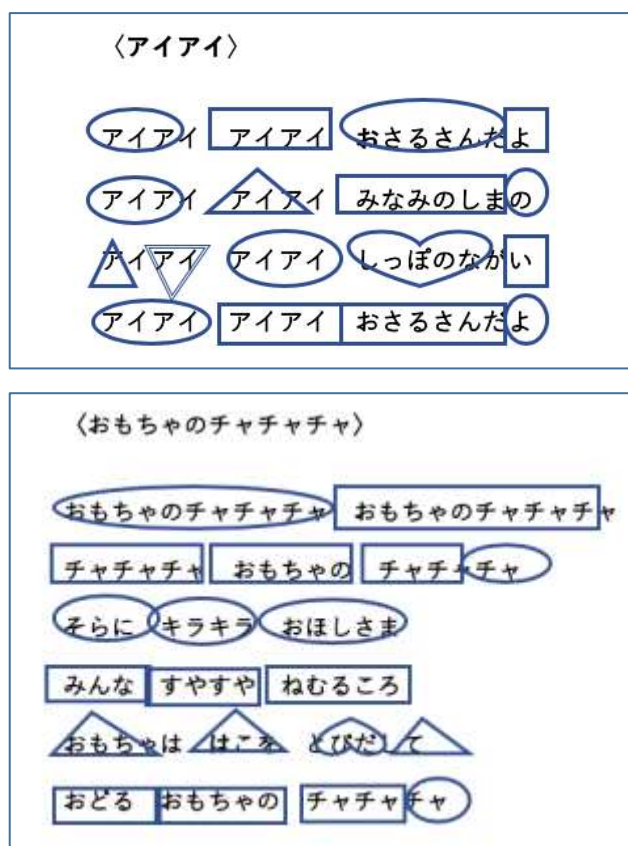 〈アイアイ〉
アイアイ アイアイ おさるさんだよ
アイアイ アイアイ みなみのしまの
アイアイ アイアイ しっぽのながい
アイアイ アイアイ おさるさんだよ
〈おもちゃのチャチャチャ〉
おもちゃのチャチャチャ おもちゃのチャチャチャ
チャチャチャ おもちゃの チャチャチャ
そらに キラキラ おほしさま
みんな すやすや ねむるころ
おもちゃは はこを とびだして
おどる おもちゃの チャチャチャ